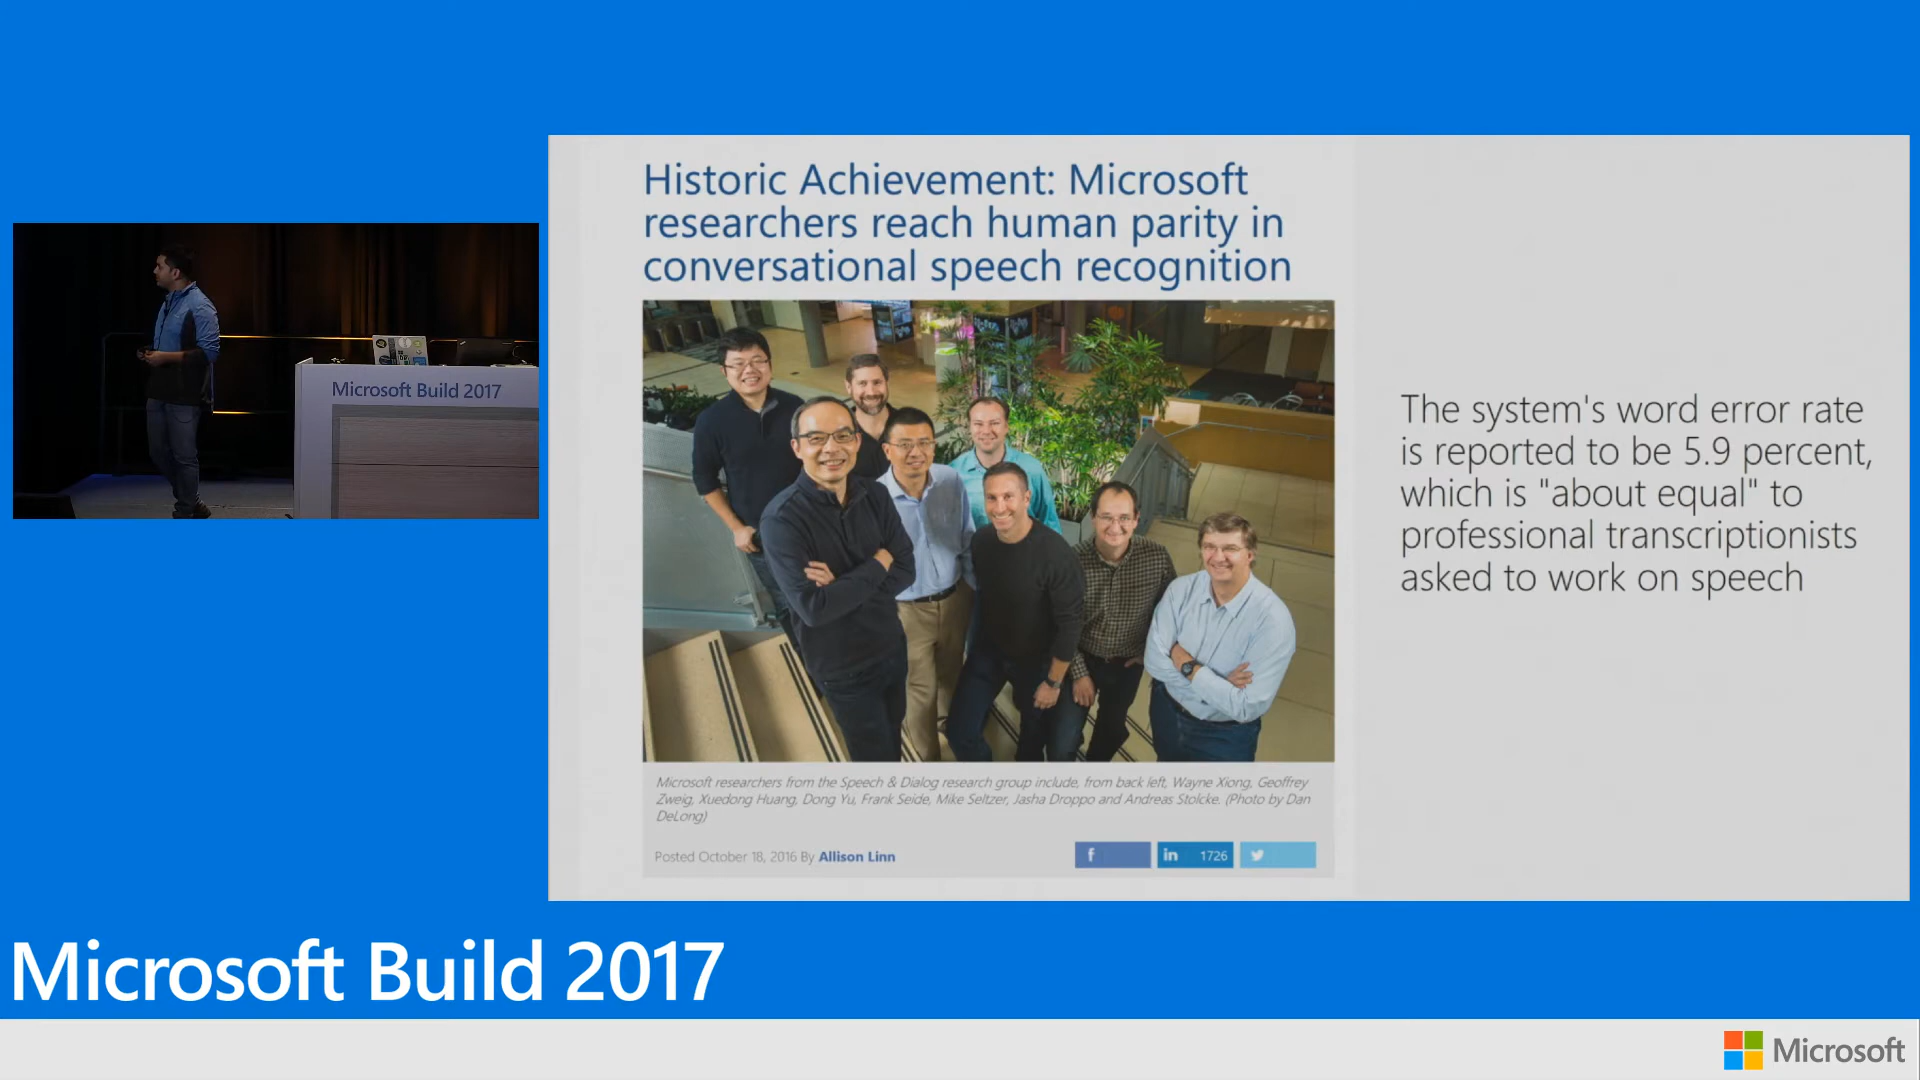 Historic Achievement: Microsoft
researchers reach human parity in
conversational speech recognition
Microsoft Build 2017
The system's word error rate
is reported to be 5.9 percent,
which is "about equal" to
professional transcriptionists
asked to work on speech
Microsoft researchers from the Speech & Dialog research group include, from back left, Wayne Xiong, Geoffrey
Zweig, Xuedong Huang, Dong Yu, Frank Seide, Mike Seltzer, Jasha Droppo and Andreas Stolcke. (Photo by Dan
DeLong)
Posted October 18, 2016 By Allison Linn
f
in 1726
Microsoft Build 2017
Microsoft